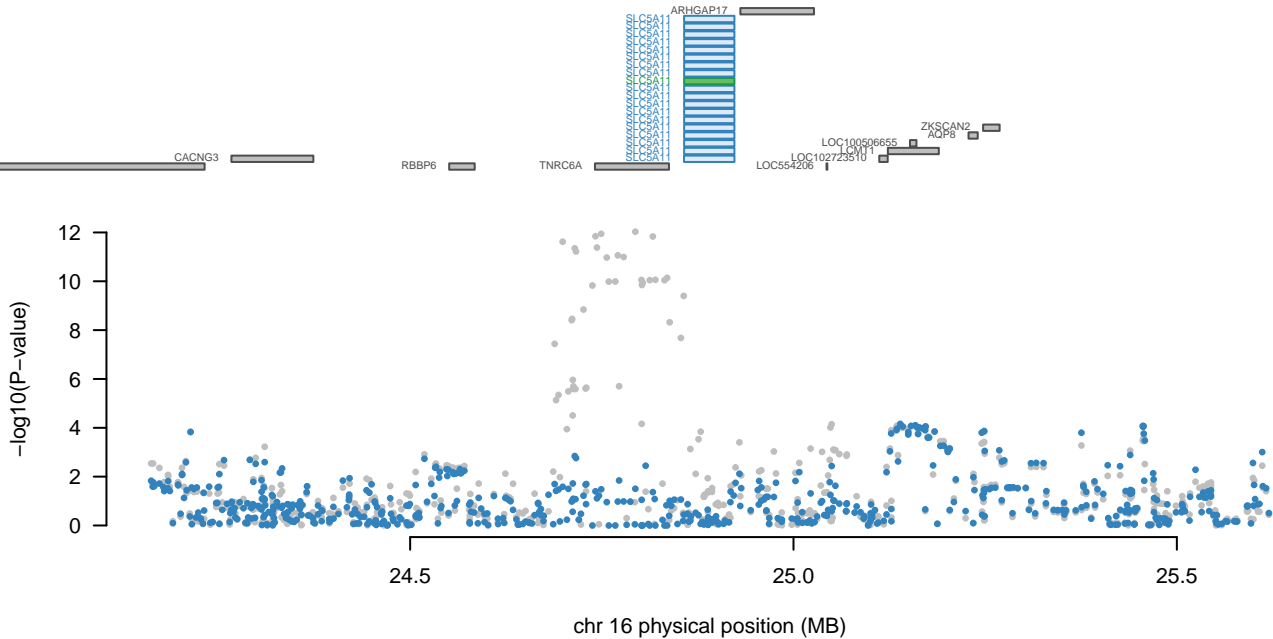 ARHGAP17
SLC5A11
SLC5A11
SLC5A11
SLC5A11
SLC5A11
SLC5A11
SLC5A11
SLC5A11
SLC5A11
SLC5A11
SLC5A11
SLC5A11
SLC5A11
SLC5A11
SLC5A11 ZKSCAN2
SLC5A11 AQP8
SLC5A11 LOC100506655
SLC5A11 LCMT1
CACNG3 SLC5A11 LOC102723510
RBBP6 TNRC6A LOC554206
12
10
8
6
4
2
0
−log10(P−value)
24.5 25.0 25.5
chr 16 physical position (MB)